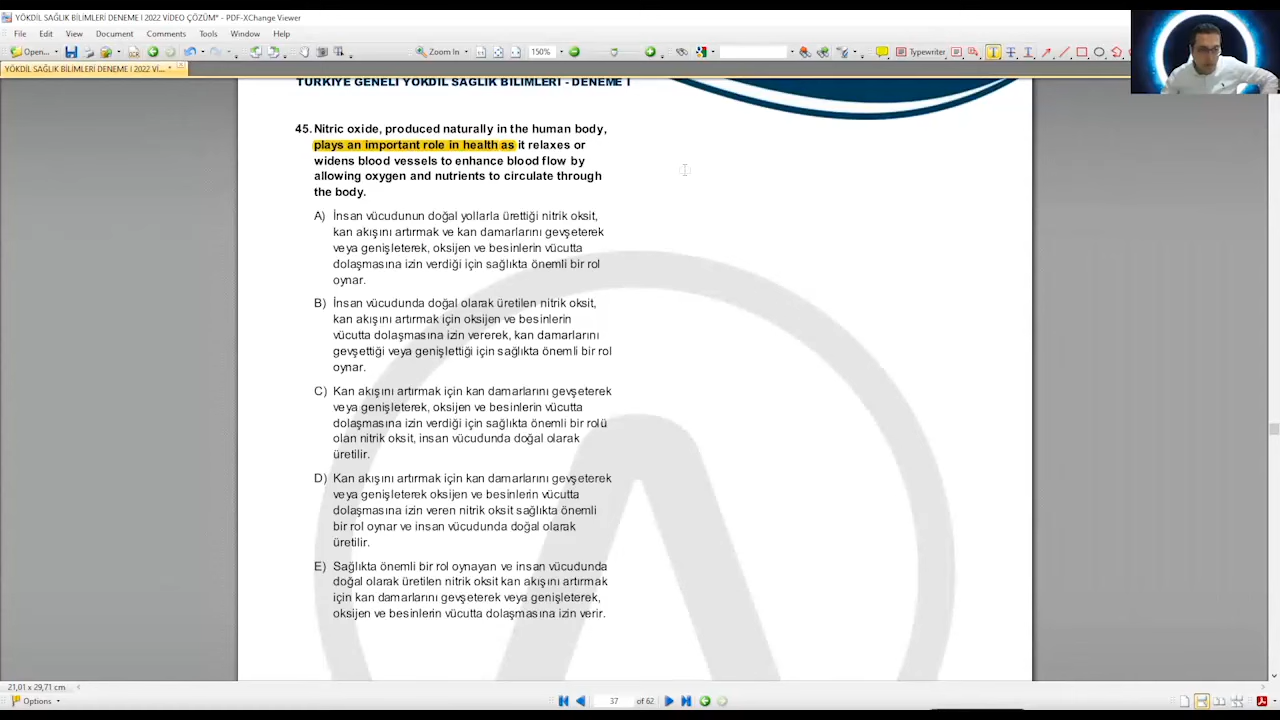 YÖKDİL SAĞLIK BİLİMLERİ DENEME I 2022 VİDEO ÇÖZÜM* - PDF-XChange Viewer
File Edit View Document Comments Tools Window Help
Open... Zoom In 150% Typewriter
YÖKDİL SAĞLIK BİLİMLERİ DENEME I 2022 Vİ... *
TÜRKİYE GENELİ YÖKDİL SAĞLIK BİLİMLERİ - DENEME I
45. Nitric oxide, produced naturally in the human body,
plays an important role in health as it relaxes or
widens blood vessels to enhance blood flow by
allowing oxygen and nutrients to circulate through
the body.
A) İnsan vücudunun doğal yollarla ürettiği nitrik oksit,
kan akışını artırmak ve kan damarlarını gevşeterek
veya genişleterek, oksijen ve besinlerin vücutta
dolaşmasına izin verdiği için sağlıkta önemli bir rol
oynar.
B) İnsan vücudunda doğal olarak üretilen nitrik oksit,
kan akışını artırmak için oksijen ve besinlerin
vücutta dolaşmasına izin vererek, kan damarlarını
gevşettiği veya genişlettiği için sağlıkta önemli bir rol
oynar.
C) Kan akışını artırmak için kan damarlarını gevşeterek
veya genişleterek, oksijen ve besinlerin vücutta
dolaşmasına izin verdiği için sağlıkta önemli bir rolü
olan nitrik oksit, insan vücudunda doğal olarak
üretilir.
D) Kan akışını artırmak için kan damarlarını gevşeterek
veya genişleterek oksijen ve besinlerin vücutta
dolaşmasına izin veren nitrik oksit sağlıkta önemli
bir rol oynar ve insan vücudunda doğal olarak
üretilir.
E) Sağlıkta önemli bir rol oynayan ve insan vücudunda
doğal olarak üretilen nitrik oksit kan akışını artırmak
için kan damarlarını gevşeterek veya genişleterek,
oksijen ve besinlerin vücutta dolaşmasına izin verir.
21,01 x 29,71 cm
Options 37 of 62